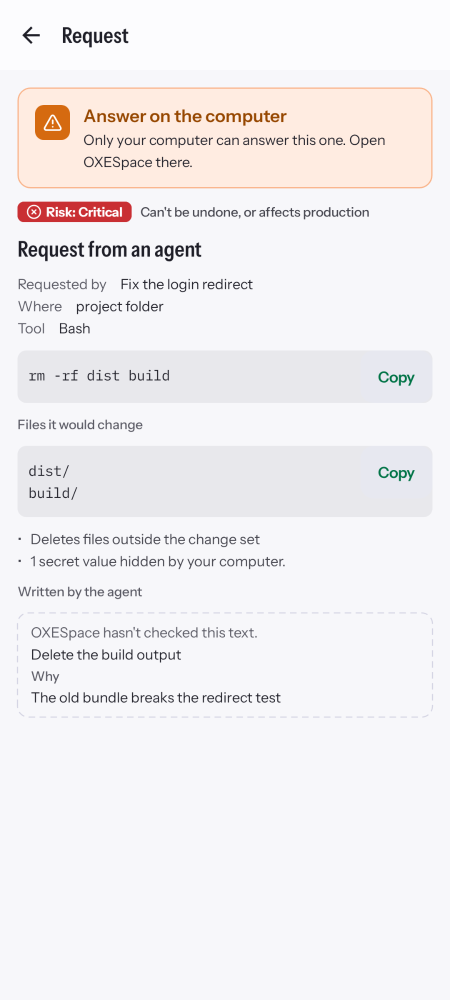 Request
Answer on the computer
Only your computer can answer this one. Open
OXESpace there.
Risk: Critical Can't be undone, or affects production
Request from an agent
Requested by Fix the login redirect
Where project folder
Tool Bash
rm -rf dist build Copy
Files it would change
dist/ Copy
build/
• Deletes files outside the change set
• 1 secret value hidden by your computer.
Written by the agent
OXESpace hasn't checked this text.
Delete the build output
Why
The old bundle breaks the redirect test